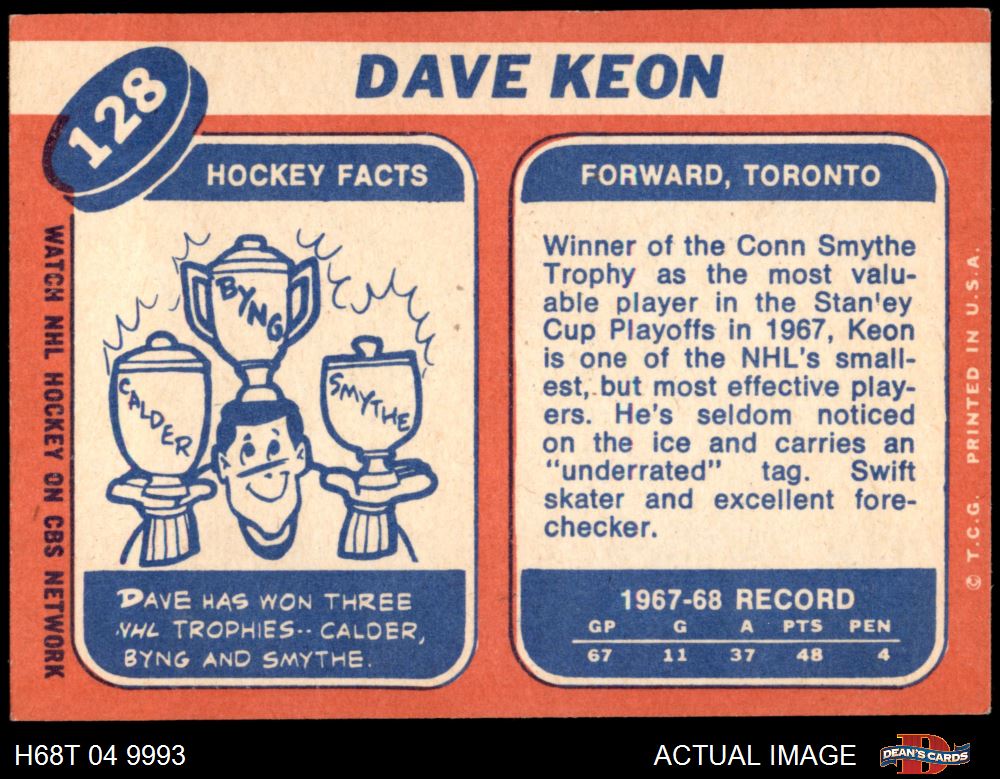 128
DAVE KEON
HOCKEY FACTS
BYNG
CALDER
SMYTHE
DAVE HAS WON THREE
NHL TROPHIES-- CALDER,
BYNG AND SMYTHE.
WATCH NHL HOCKEY ON CBS NETWORK
FORWARD, TORONTO
Winner of the Conn Smythe
Trophy as the most valu-
able player in the Stan'ey
Cup Playoffs in 1967, Keon
is one of the NHL's small-
est, but most effective play-
ers. He's seldom noticed
on the ice and carries an
"underrated" tag. Swift
skater and excellent fore-
checker.
1967-68 RECORD
GP G A PTS PEN
67 11 37 48 4
© T.C.G. PRINTED IN U.S.A.
H68T 04 9993
ACTUAL IMAGE
DEAN'S CARDS